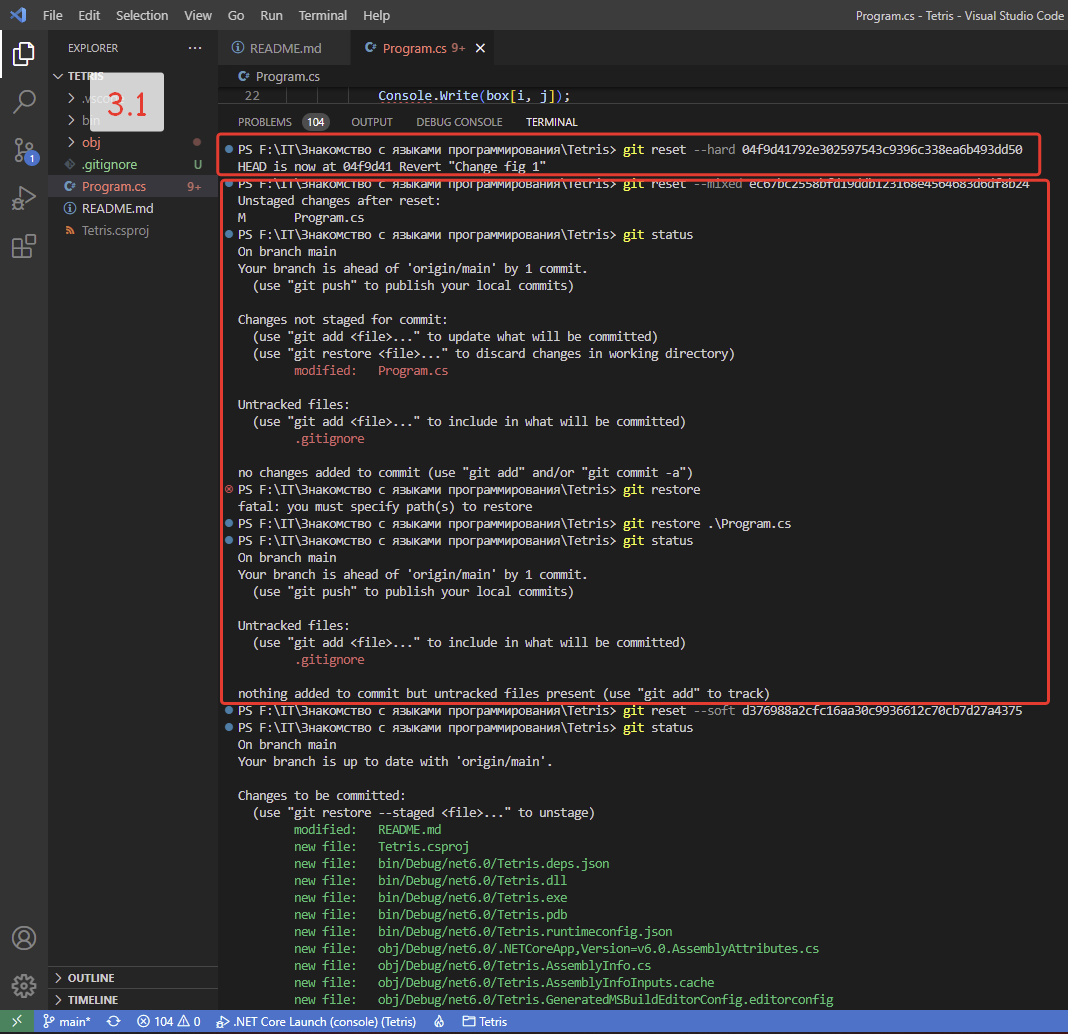 File Edit Selection View Go Run Terminal Help Program.cs - Tetris - Visual Studio Code
EXPLORER ··· README.md Program.cs 9+
TETRIS
Program.cs
3.1
.vsco
bin
obj
.gitignore U
Program.cs 9+
README.md
Tetris.csproj
1
22 Console.Write(box[i, j]);
PROBLEMS 104 OUTPUT DEBUG CONSOLE TERMINAL
PS F:\IT\Знакомство с языками программирования\Tetris> git reset --hard 04f9d41792e302597543c9396c338ea6b493dd50
HEAD is now at 04f9d41 Revert "Change fig 1"
PS F:\IT\Знакомство с языками программирования\Tetris> git reset --mixed ec67bc2558bfd19ddb123168e4564683d6df8b24
Unstaged changes after reset:
M Program.cs
PS F:\IT\Знакомство с языками программирования\Tetris> git status
On branch main
Your branch is ahead of 'origin/main' by 1 commit.
(use "git push" to publish your local commits)
Changes not staged for commit:
(use "git add <file>..." to update what will be committed)
(use "git restore <file>..." to discard changes in working directory)
modified: Program.cs
Untracked files:
(use "git add <file>..." to include in what will be committed)
.gitignore
no changes added to commit (use "git add" and/or "git commit -a")
PS F:\IT\Знакомство с языками программирования\Tetris> git restore
fatal: you must specify path(s) to restore
PS F:\IT\Знакомство с языками программирования\Tetris> git restore .\Program.cs
PS F:\IT\Знакомство с языками программирования\Tetris> git status
On branch main
Your branch is ahead of 'origin/main' by 1 commit.
(use "git push" to publish your local commits)
Untracked files:
(use "git add <file>..." to include in what will be committed)
.gitignore
nothing added to commit but untracked files present (use "git add" to track)
PS F:\IT\Знакомство с языками программирования\Tetris> git reset --soft d376988a2cfc16aa30c9936612c70cb7d27a4375
PS F:\IT\Знакомство с языками программирования\Tetris> git status
On branch main
Your branch is up to date with 'origin/main'.
Changes to be committed:
(use "git restore --staged <file>..." to unstage)
modified: README.md
new file: Tetris.csproj
new file: bin/Debug/net6.0/Tetris.deps.json
new file: bin/Debug/net6.0/Tetris.dll
new file: bin/Debug/net6.0/Tetris.exe
new file: bin/Debug/net6.0/Tetris.pdb
new file: bin/Debug/net6.0/Tetris.runtimeconfig.json
new file: obj/Debug/net6.0/.NETCoreApp,Version=v6.0.AssemblyAttributes.cs
new file: obj/Debug/net6.0/Tetris.AssemblyInfo.cs
new file: obj/Debug/net6.0/Tetris.AssemblyInfoInputs.cache
new file: obj/Debug/net6.0/Tetris.GeneratedMSBuildEditorConfig.editorconfig
OUTLINE
TIMELINE
main* 104 0 .NET Core Launch (console) (Tetris) Tetris